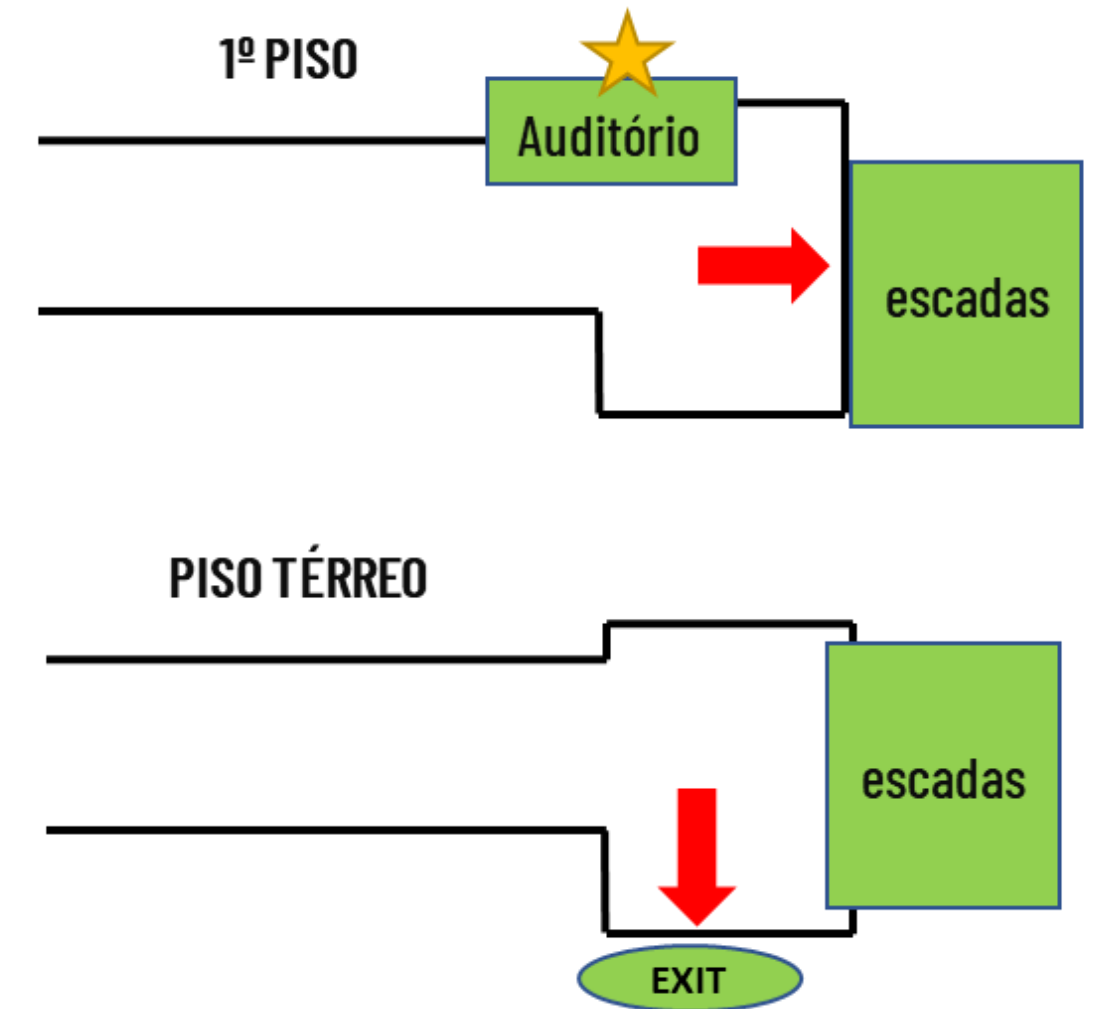 1º PISO
Auditório
escadas
PISO TÉRREO
escadas
EXIT